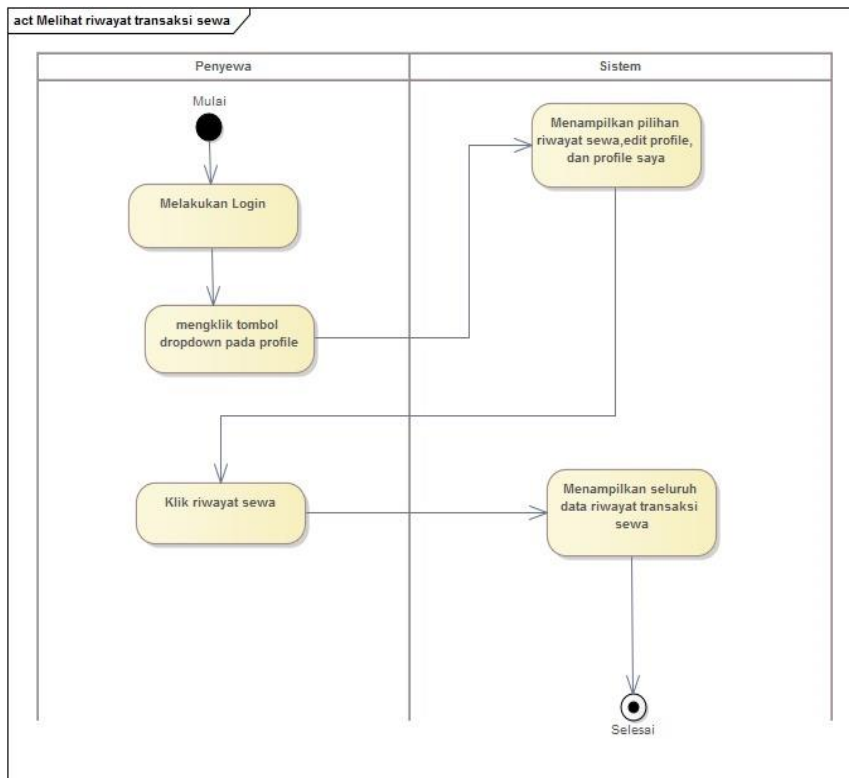 act Melihat riwayat transaksi sewa
Penyewa
Sistem
Mulai
Melakukan Login
mengklik tombol
dropdown pada profile
Menampilkan pilihan
riwayat sewa,edit profile,
dan profile saya
Klik riwayat sewa
Menampilkan seluruh
data riwayat transaksi
sewa
Selesai